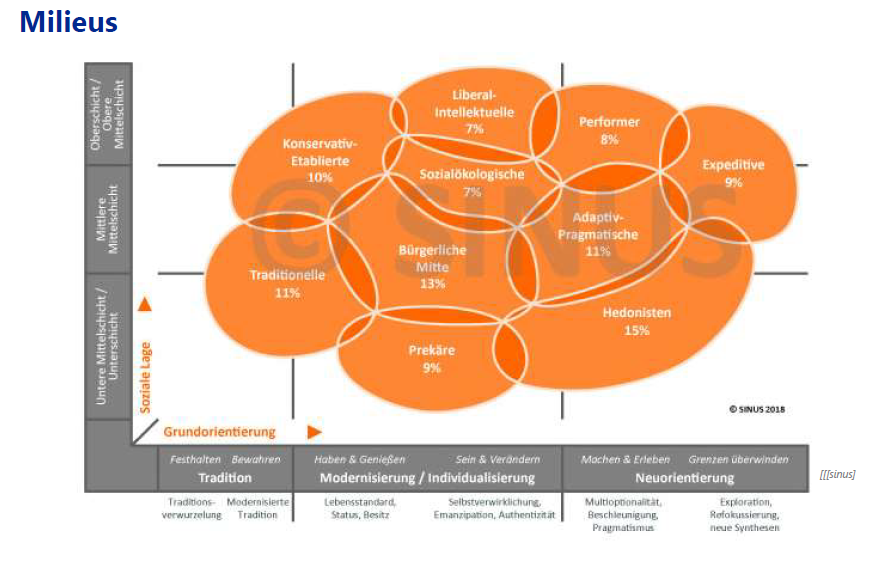 Milieus
Oberschicht /
Obere
Mittelschicht
Mittlere
Mittelschicht
Untere Mittelschicht /
Unterschicht
Soziale Lage
Liberal-
Intellektuelle
7%
Performer
8%
Konservativ-
Etablierte
10%
Expeditive
9%
Sozialökologische
7%
Adaptiv-
Pragmatische
11%
Bürgerliche
Mitte
13%
Traditionelle
11%
Hedonisten
15%
Prekäre
9%
© SINUS
© SINUS 2018
Grundorientierung
Festhalten Bewahren
Tradition
Haben & Genießen Sein & Verändern
Modernisierung / Individualisierung
Machen & Erleben Grenzen überwinden
Neuorientierung
[[[sinus]
Traditions-
verwurzelung
Modernisierte
Tradition
Lebensstandard,
Status, Besitz
Selbstverwirklichung,
Emanzipation, Authentizität
Multioptionalität,
Beschleunigung,
Pragmatismus
Exploration,
Refokussierung,
neue Synthesen